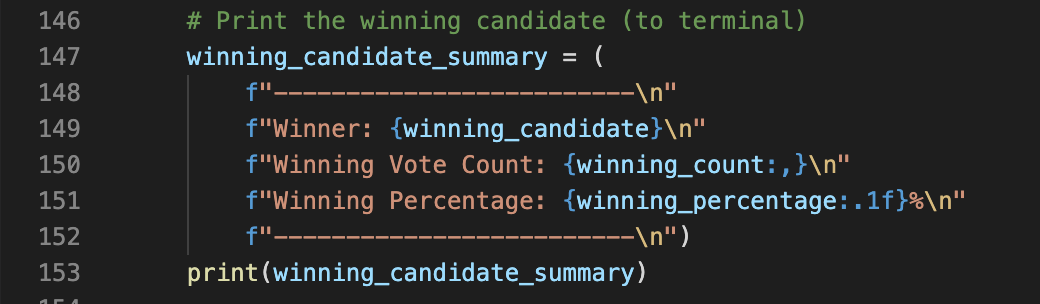 146 # Print the winning candidate (to terminal)
147 winning_candidate_summary = (
148 f"-------------------------\n"
149 f"Winner: {winning_candidate}\n"
150 f"Winning Vote Count: {winning_count:,}\n"
151 f"Winning Percentage: {winning_percentage:.1f}%\n"
152 f"-------------------------\n")
153 print(winning_candidate_summary)